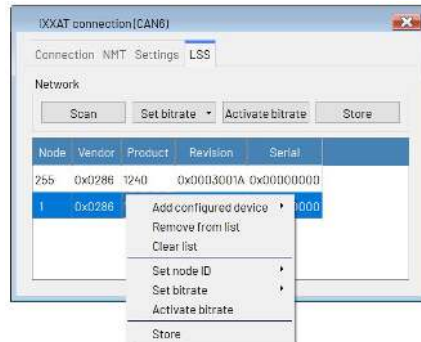 IXXAT connection (CAN6)
Connection NMT Settings LSS
Network
Scan Set bitrate Activate bitrate Store
Node Vendor Product Revision Serial
255 0x0286 1240 0x0003001A 0x00000000
1 0x0286
Add configured device
Remove from list
Clear list
Set node ID
Set bitrate
Activate bitrate
Store